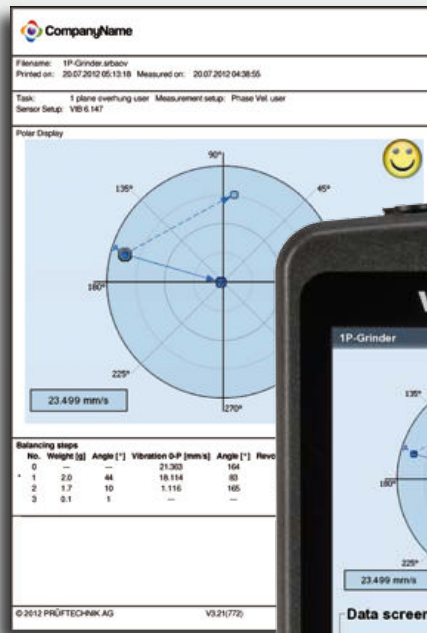 CompanyName
Filename: 1P-Grinder.srbaov
Printed on: 20.07.2012 05:13:18 Measured on: 20.07.2012 04:38:55
Task: 1 plane overhung user Measurement setup: Phase Vel. user
Sensor Setup: VIB 6.147
Polar Display
90°
135° 45°
180°
225°
270°
23.499 mm/s
Balancing steps
No. Weight [g] Angle [°] Vibration 0-P [mm/s] Angle [°] Revo
0 --- --- 21.303 164
* 1 2.0 44 18.114 83
2 1.7 10 1.116 165
3 0.1 1 --- ---
© 2012 PRÜFTECHNIK AG V3.21(772)
V
1P-Grinder
135°
180°
225°
23.499 mm/s
Data screen